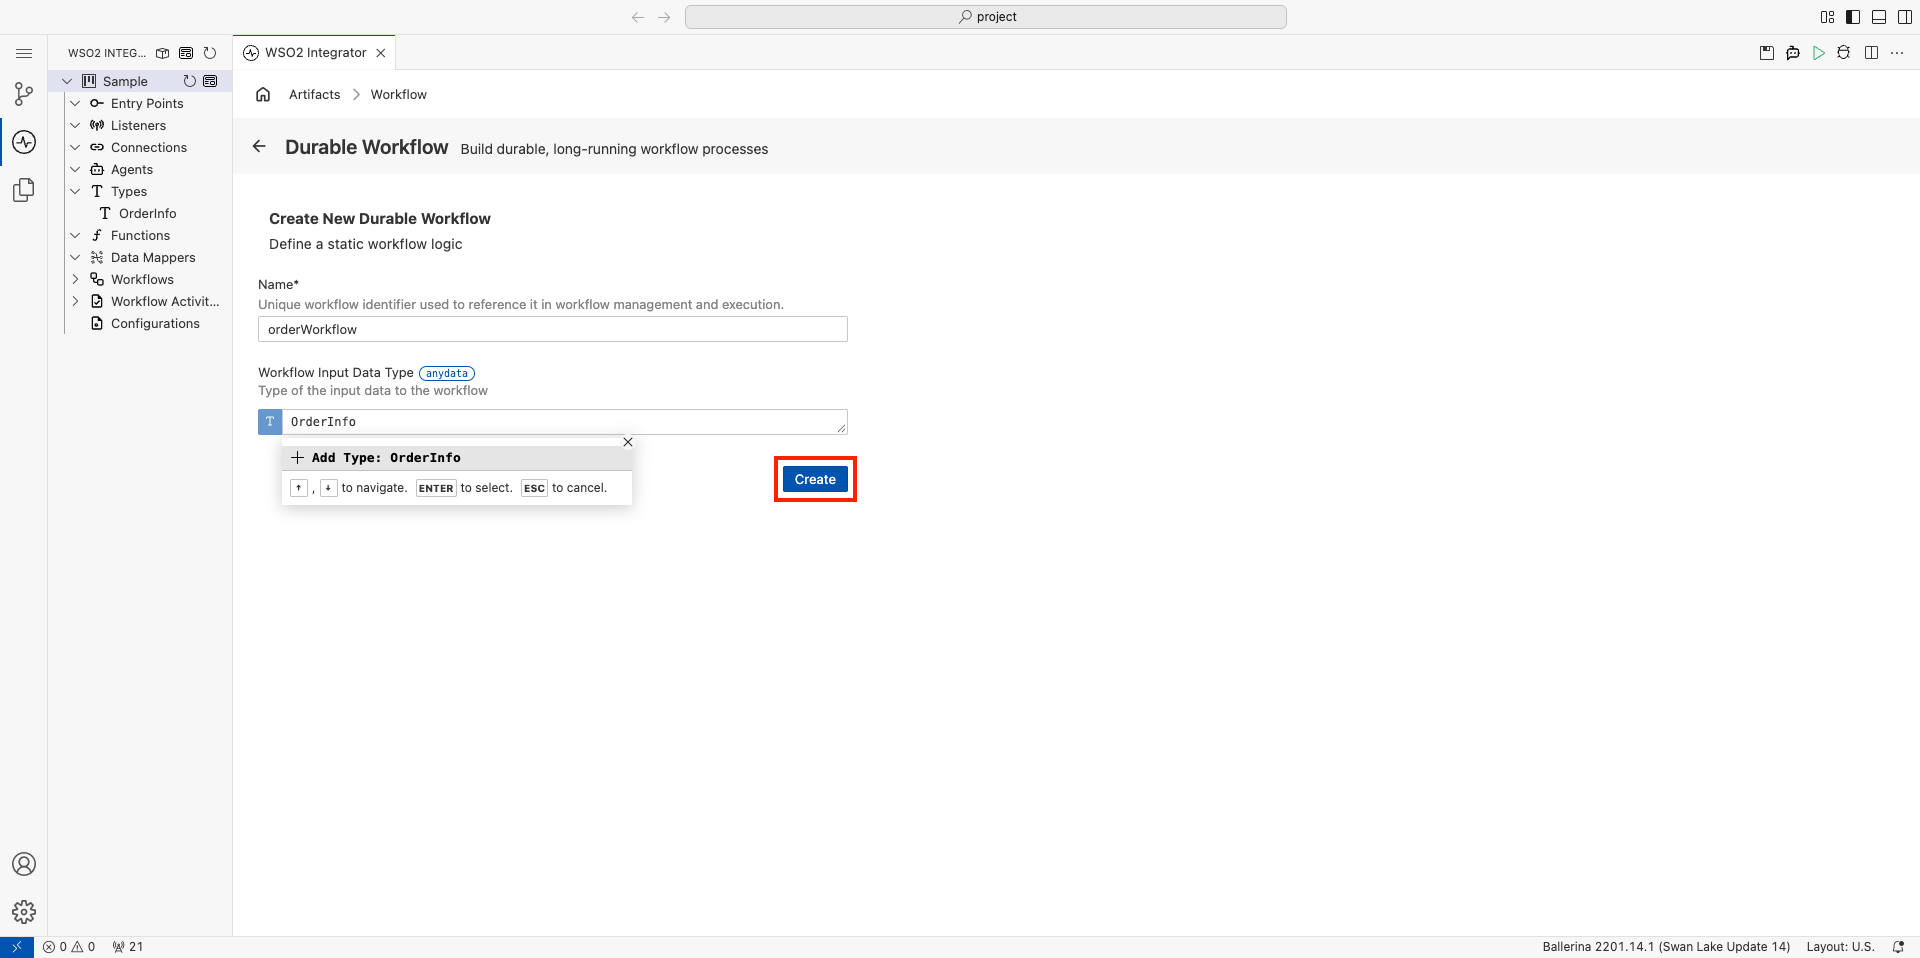 project
WSO2 INTEG...
WSO2 Integrator
Sample
Entry Points
Listeners
Connections
Agents
Types
OrderInfo
Functions
Data Mappers
Workflows
Workflow Activit...
Configurations
Artifacts
Workflow
Durable Workflow Build durable, long-running workflow processes
Create New Durable Workflow
Define a static workflow logic
Name*
Unique workflow identifier used to reference it in workflow management and execution.
orderWorkflow
Workflow Input Data Type anydata
Type of the input data to the workflow
T OrderInfo
Add Type: OrderInfo
, to navigate. ENTER to select. ESC to cancel.
Create
0 0 21
Ballerina 2201.14.1 (Swan Lake Update 14) Layout: U.S.